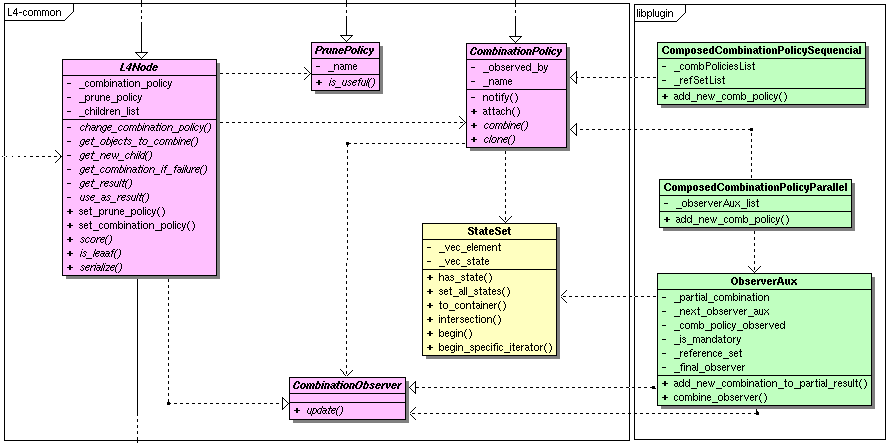 L4-common
L4Node
- _combination_policy
- _prune_policy
- _children_list
- change_combination_policy()
- get_objects_to_combine()
- get_new_child()
- get_combination_if_failure()
- get_result()
- use_as_result()
+ set_prune_policy()
+ set_combination_policy()
+ score()
+ is_leaaf()
+ serialize()
PrunePolicy
- _name
+ is_useful()
CombinationPolicy
- _observed_by
- _name
- notify()
+ attach()
+ combine()
+ clone()
StateSet
- _vec_element
- _vec_state
+ has_state()
+ set_all_states()
+ to_container()
+ intersection()
+ begin()
+ begin_specific_iterator()
CombinationObserver
+ update()
libplugin
ComposedCombinationPolicySequencial
- _combPoliciesList
- _refSetList
+ add_new_comb_policy()
ComposedCombinationPolicyParallel
- _observerAux_list
+ add_new_comb_policy()
ObserverAux
- _partial_combination
- _next_observer_aux
- _comb_policy_observed
- _is_mandatory
- _reference_set
- _final_observer
+ add_new_combination_to_partial_result()
+ combine_observer()